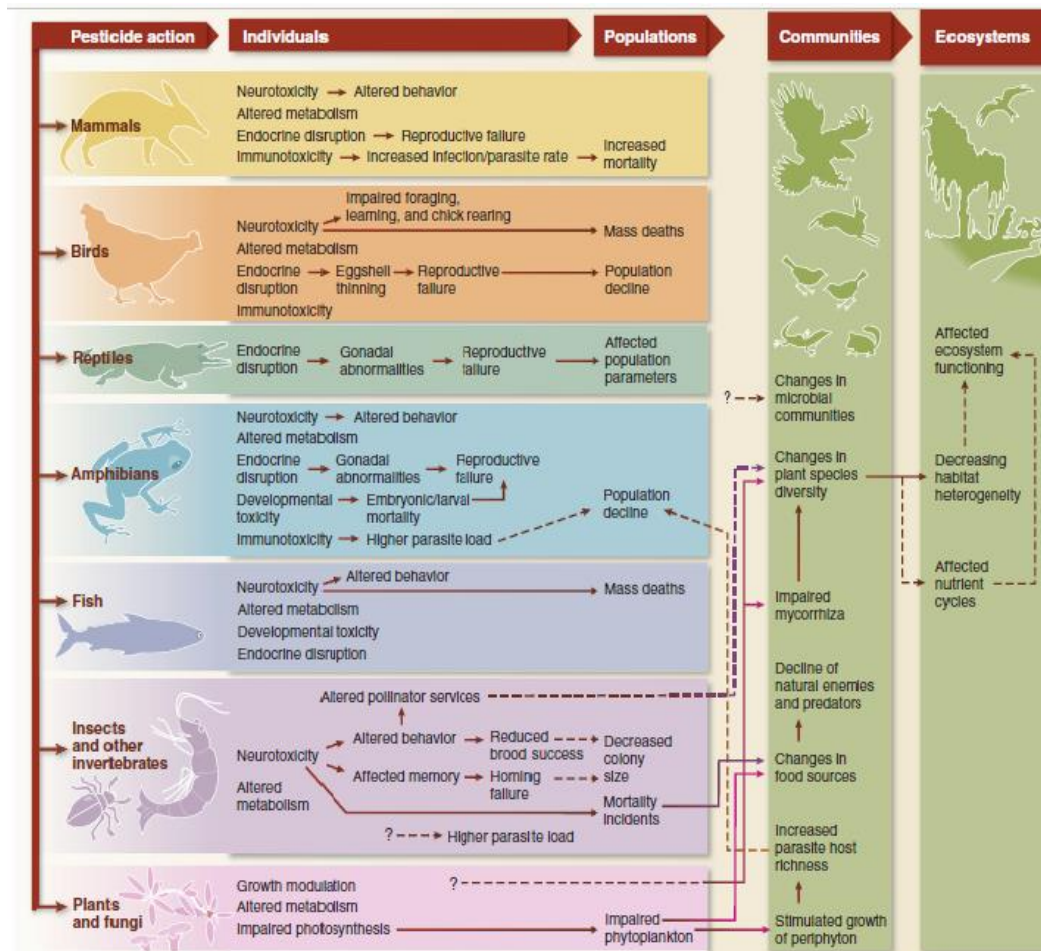 Pesticide action
Individuals
Populations
Communities
Ecosystems
Mammals
Neurotoxicity
Altered behavior
Altered metabolism
Endocrine disruption
Reproductive failure
Immunotoxicity
Increased infection/parasite rate
Increased
mortality
Birds
Impaired foraging,
learning, and chick rearing
Neurotoxicity
Mass deaths
Altered metabolism
Endocrine
disruption
Eggshell
thinning
Reproductive
failure
Population
decline
Immunotoxicity
Reptiles
Endocrine
disruption
Gonadal
abnormalities
Reproductive
failure
Affected
population
parameters
Amphibians
Neurotoxicity
Altered behavior
Altered metabolism
Endocrine
disruption
Gonadal
abnormalities
Reproductive
failure
Developmental
toxicity
Embryonic/larval
mortality
Immunotoxicity
Higher parasite load
Population
decline
Fish
Altered behavior
Neurotoxicity
Mass deaths
Altered metabolism
Developmental toxicity
Endocrine disruption
Insects
and other
invertebrates
Altered pollinator services
Neurotoxicity
Altered behavior
Reduced
brood success
Decreased
colony
size
Affected memory
Homing
failure
Altered
metabolism
Mortality
incidents
?
Higher parasite load
Plants
and fungi
Growth modulation
?
Altered metabolism
Impaired photosynthesis
Impaired
phytoplankton
?
Changes in
microbial
communities
Changes in
plant species
diversity
Impaired
mycorrhiza
Decline of
natural enemies
and predators
Changes in
food sources
Increased
parasite host
richness
Stimulated growth
of periphyton
Affected
ecosystem
functioning
Decreasing
habitat
heterogeneity
Affected
nutrient
cycles